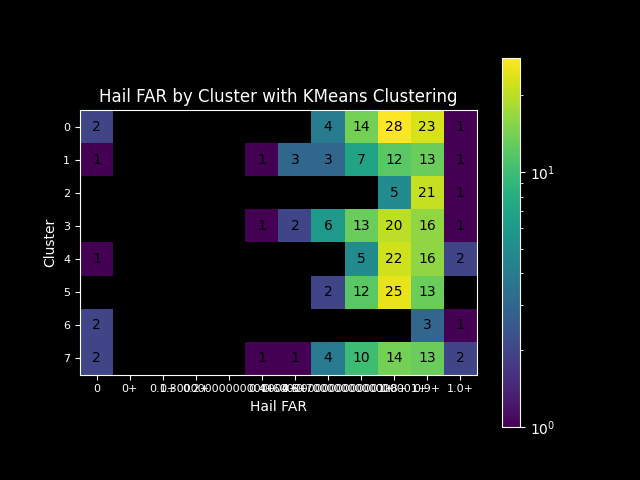 Hail FAR by Cluster with KMeans Clustering
0 2 4 14 28 23 1
1 1 1 3 3 7 12 13 1
2 5 21 1
3 1 2 6 13 20 16 1
4 1 5 22 16 2
5 2 12 25 13
6 2 3 1
7 2 1 1 4 10 14 13 2
0 0+ 0.9+ 1.0+
Hail FAR
Cluster
10¹
10⁰